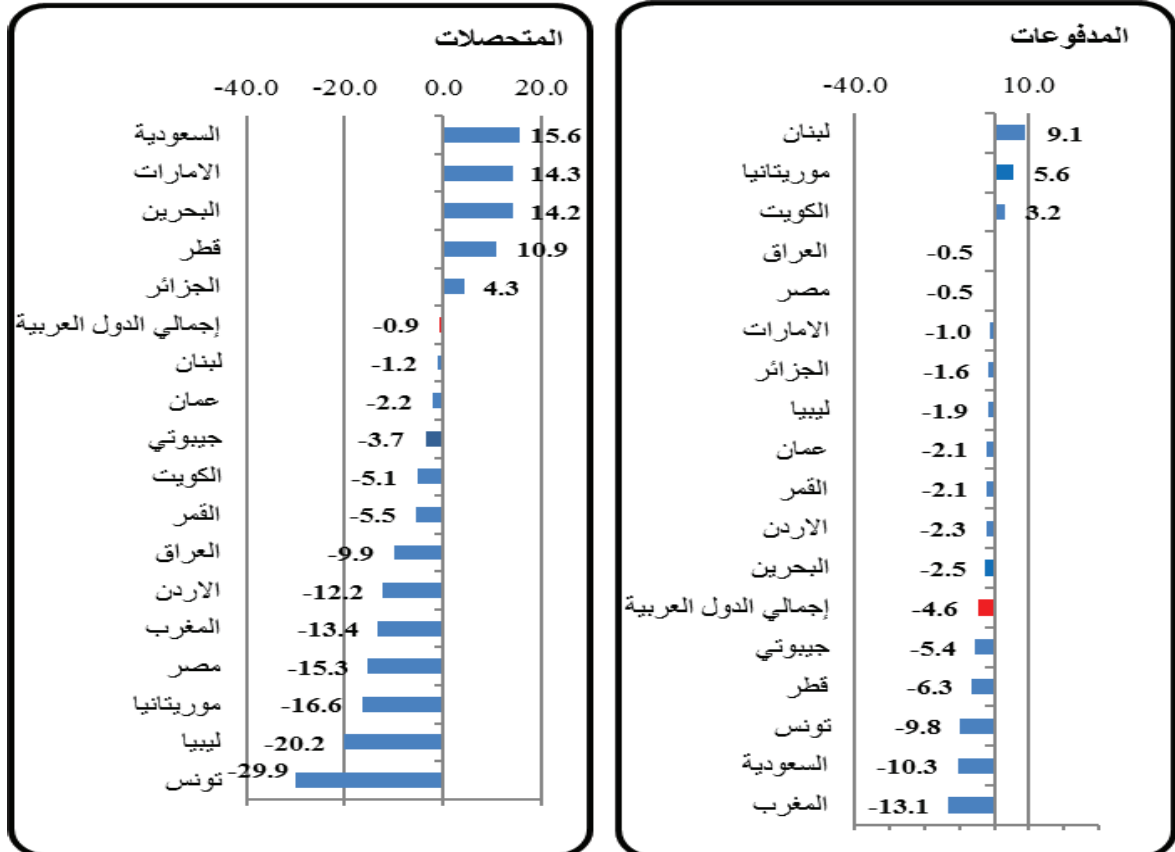 المدفوعات
-40.0 10.0
لبنان 9.1
موريتانيا 5.6
الكويت 3.2
العراق -0.5
مصر -0.5
الامارات -1.0
الجزائر -1.6
ليبيا -1.9
عمان -2.1
القمر -2.1
الاردن -2.3
البحرين -2.5
إجمالي الدول العربية -4.6
جيبوتي -5.4
قطر -6.3
تونس -9.8
السعودية -10.3
المغرب -13.1
المتحصلات
-40.0 -20.0 0.0 20.0
السعودية 15.6
الامارات 14.3
البحرين 14.2
قطر 10.9
الجزائر 4.3
إجمالي الدول العربية -0.9
لبنان -1.2
عمان -2.2
جيبوتي -3.7
الكويت -5.1
القمر -5.5
العراق -9.9
الاردن -12.2
المغرب -13.4
مصر -15.3
موريتانيا -16.6
ليبيا -20.2
تونس -29.9